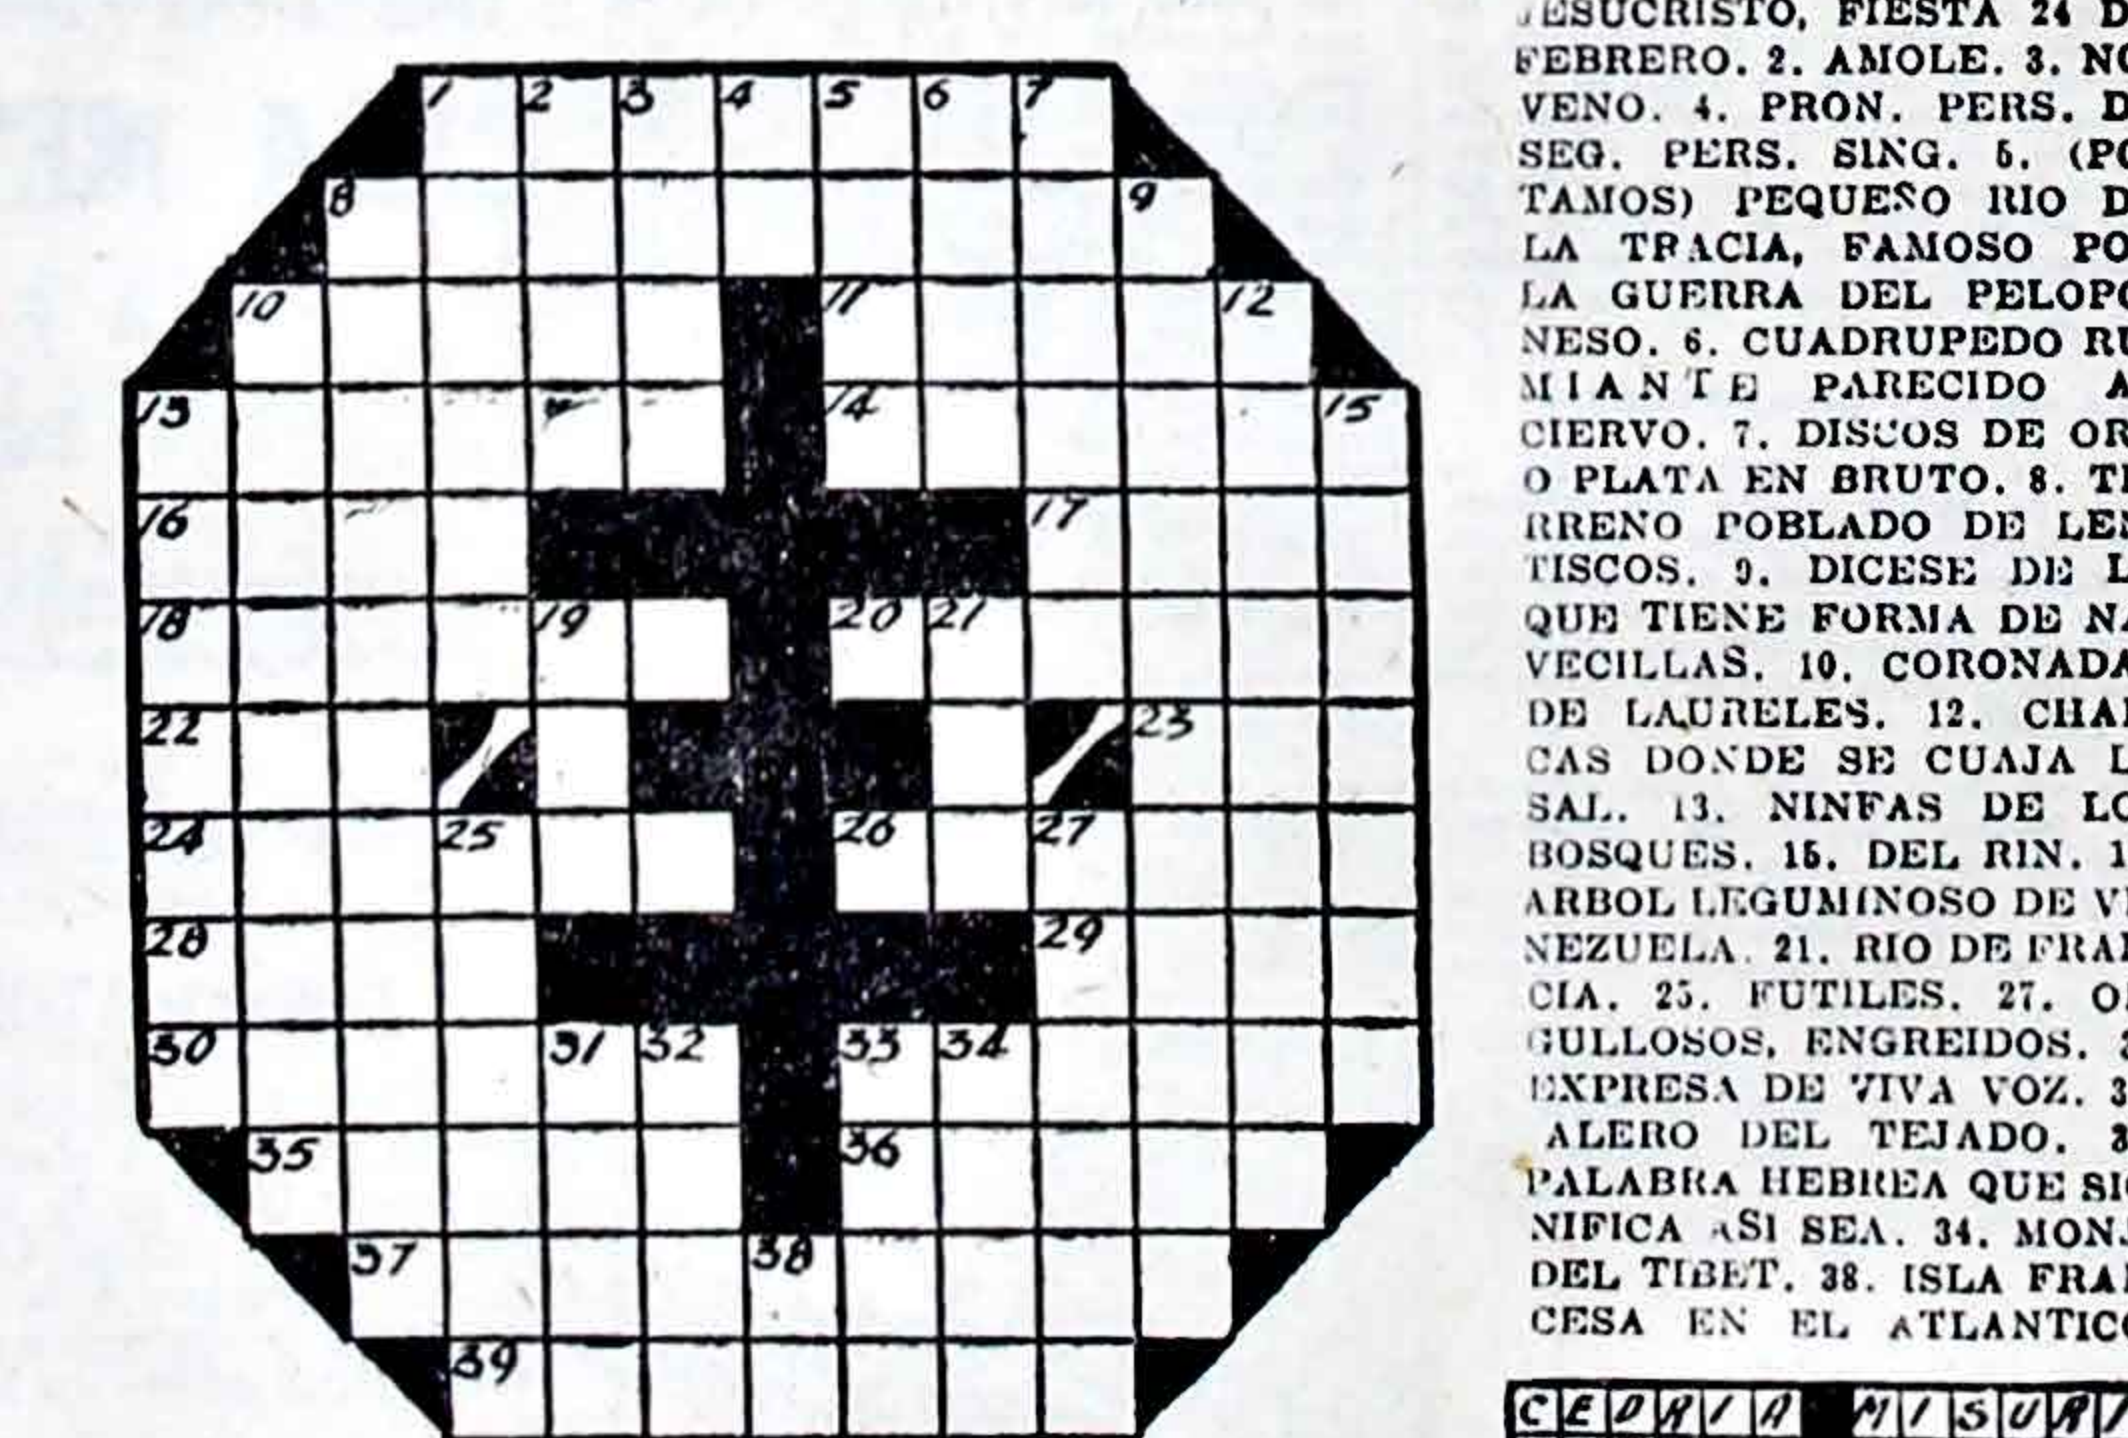 1 2 3 4 5 6 7
8 9
10 11 12
13 14 15
16 17
18 19 20 21
22 23
24 25 26 27
28 29
30 31 32 33 34
35 36
37 38
39
JESUCRISTO, FIESTA 24 D
FEBRERO. 2. AMOLE. 3. NO
VENO. 4. PRON. PERS. D
SEG. PERS. SING. 5. (PO
TAMOS) PEQUEÑO RIO D
LA TRACIA, FAMOSO PO
LA GUERRA DEL PELOPO
NESO. 6. CUADRUPEDO RU
MIANTE PARECIDO A
CIERVO. 7. DISCOS DE OR
O PLATA EN BRUTO. 8. TE
RRENO POBLADO DE LEN
TISCOS. 9. DICESE DE L
QUE TIENE FORMA DE NA
VECILLAS. 10. CORONADA
DE LAURELES. 12. CHAR
CAS DONDE SE CUAJA L
SAL. 13. NINFAS DE LO
BOSQUES. 15. DEL RIN. 1
ARBOL LEGUMINOSO DE VE
NEZUELA. 21. RIO DE FRAN
CIA. 25. FUTILES. 27. O
GULLOSOS, ENGREIDOS. 3
EXPRESA DE VIVA VOZ. 3
ALERO DEL TEJADO. 3
PALABRA HEBREA QUE SIG
NIFICA ASI SEA. 34. MONJ
DEL TIBET. 38. ISLA FRAN
CESA EN EL ATLANTICO
CEDRIA MISURI